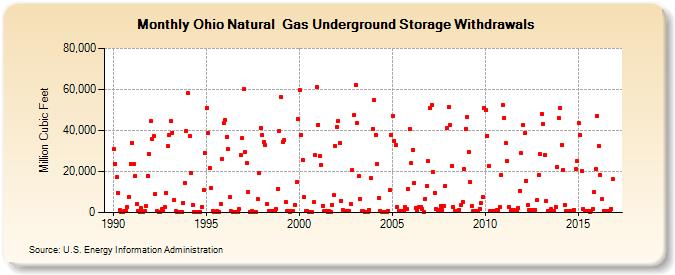 Monthly Ohio Natural Gas Underground Storage Withdrawals
Million Cubic Feet
80,000
60,000
40,000
20,000
0
1990 1995 2000 2005 2010 2015
Source: U.S. Energy Information Administration